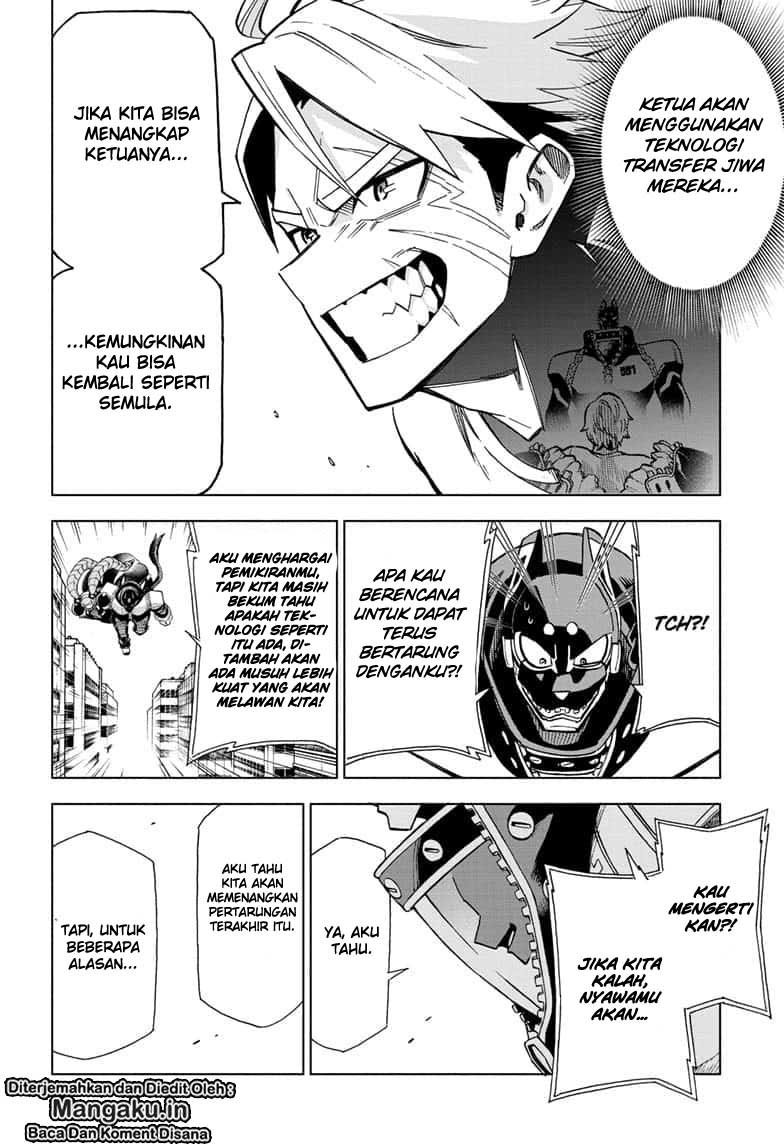 KETUA AKAN
MENGGUNAKAN
TEKNOLOGI
TRANSFER JIWA
MEREKA...
JIKA KITA BISA
MENANGKAP
KETUANYA...
...KEMUNGKINAN
KAU BISA
KEMBALI SEPERTI
SEMULA.
551
TCH?!
APA KAU
BERENCANA
UNTUK DAPAT
TERUS
BERTARUNG
DENGANKU?!
AKU MENGHARGAI
PEMIKIRANMU,
TAPI KITA MASIH
BEKUM TAHU
APAKAH TEK-
NOLOGI SEPERTI
ITU ADA, DI-
TAMBAH AKAN
ADA MUSUH LEBIH
KUAT YANG AKAN
MELAWAN KITA!
KAU
MENGERTI
KAN?!
JIKA KITA
KALAH,
NYAWAMU
AKAN...
YA, AKU
TAHU.
AKU TAHU
KITA AKAN
MEMENANGKAN
PERTARUNGAN
TERAKHIR ITU.
TAPI, UNTUK
BEBERAPA
ALASAN...
Diterjemahkan dan Diedit Oleh :
Mangaku.in
Baca Dan Koment Disana